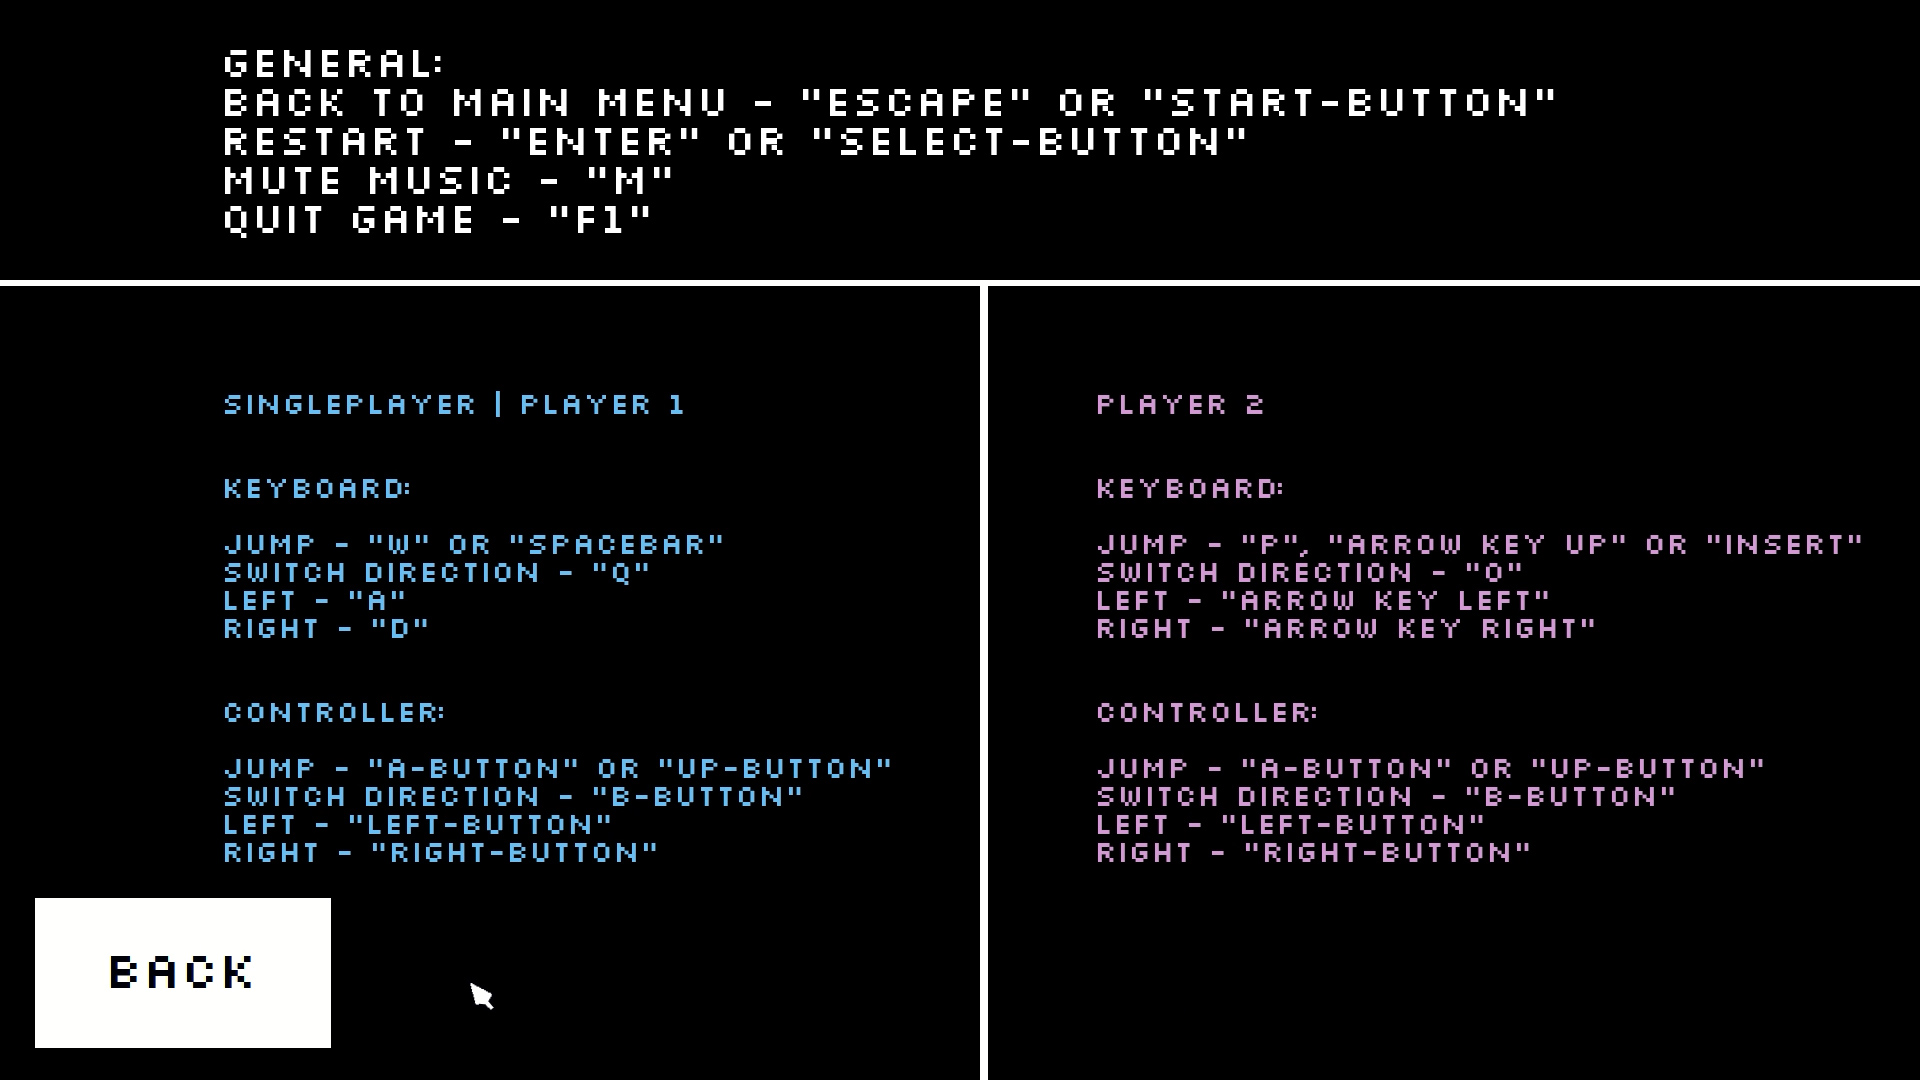 GENERAL:
BACK TO MAIN MENU - "ESCAPE" OR "START-BUTTON"
RESTART - "ENTER" OR "SELECT-BUTTON"
MUTE MUSIC - "M"
QUIT GAME - "F1"
SINGLEPLAYER | PLAYER 1
KEYBOARD:
JUMP - "W" OR "SPACEBAR"
SWITCH DIRECTION - "Q"
LEFT - "A"
RIGHT - "D"
CONTROLLER:
JUMP - "A-BUTTON" OR "UP-BUTTON"
SWITCH DIRECTION - "B-BUTTON"
LEFT - "LEFT-BUTTON"
RIGHT - "RIGHT-BUTTON"
PLAYER 2
KEYBOARD:
JUMP - "P", "ARROW KEY UP" OR "INSERT"
SWITCH DIRECTION - "O"
LEFT - "ARROW KEY LEFT"
RIGHT - "ARROW KEY RIGHT"
CONTROLLER:
JUMP - "A-BUTTON" OR "UP-BUTTON"
SWITCH DIRECTION - "B-BUTTON"
LEFT - "LEFT-BUTTON"
RIGHT - "RIGHT-BUTTON"
BACK